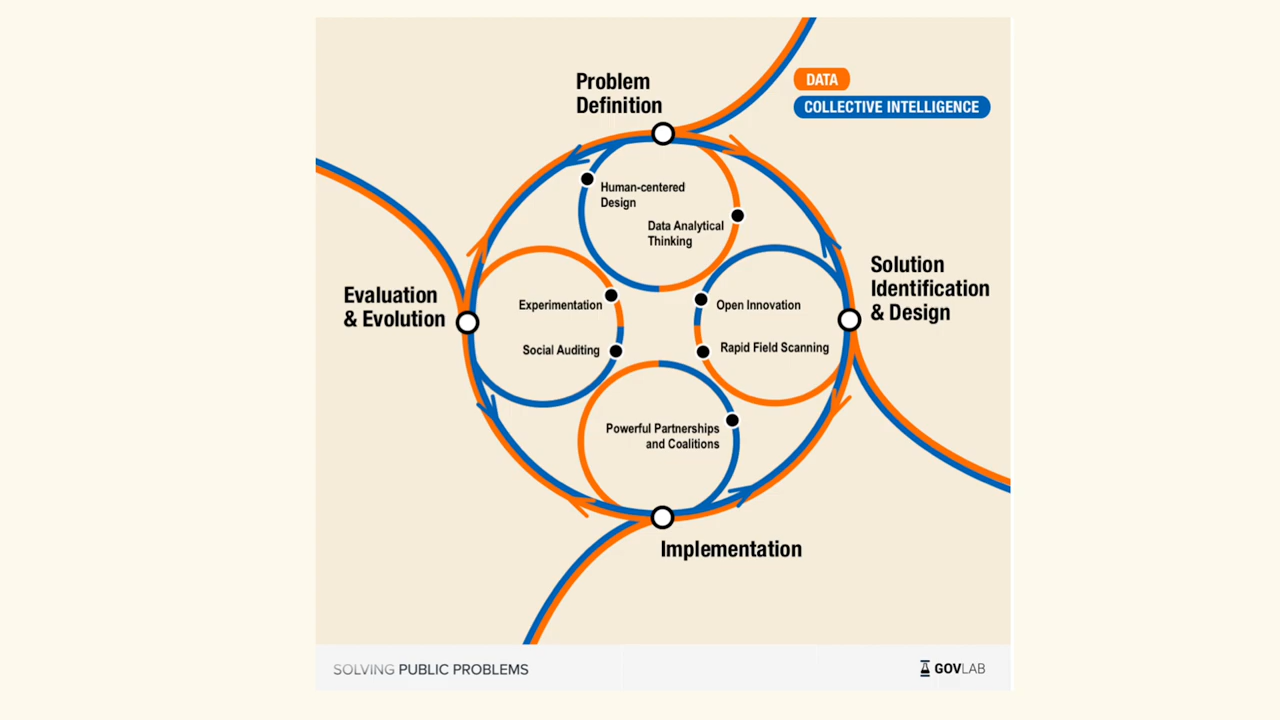 Problem
Definition
DATA
COLLECTIVE INTELLIGENCE
Human-centered
Design
Data Analytical
Thinking
Solution
Identification
& Design
Evaluation
& Evolution
Experimentation
Social Auditing
Open Innovation
Rapid Field Scanning
Powerful Partnerships
and Coalitions
Implementation
SOLVING PUBLIC PROBLEMS
GOVLAB